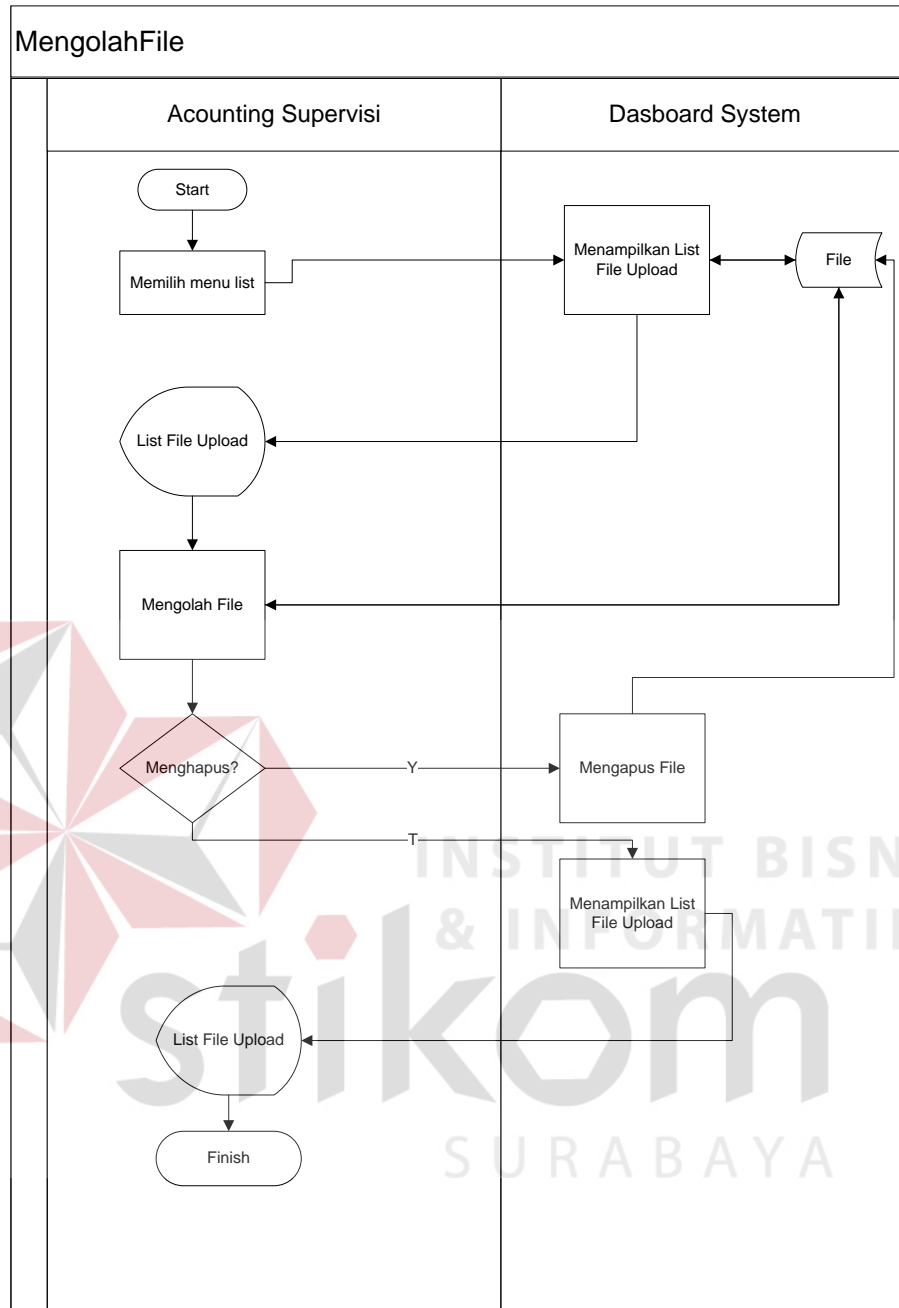 MengolahFile
Acounting Supervisi
Dasboard System
Start
Memilih menu list
Menampilkan List
File Upload
File
List File Upload
Mengolah File
Menghapus?
Y
Mengapus File
T
Menampilkan List
File Upload
List File Upload
Finish
INSTITUT BISN
& INFORMATI
stikom
SURABAYA